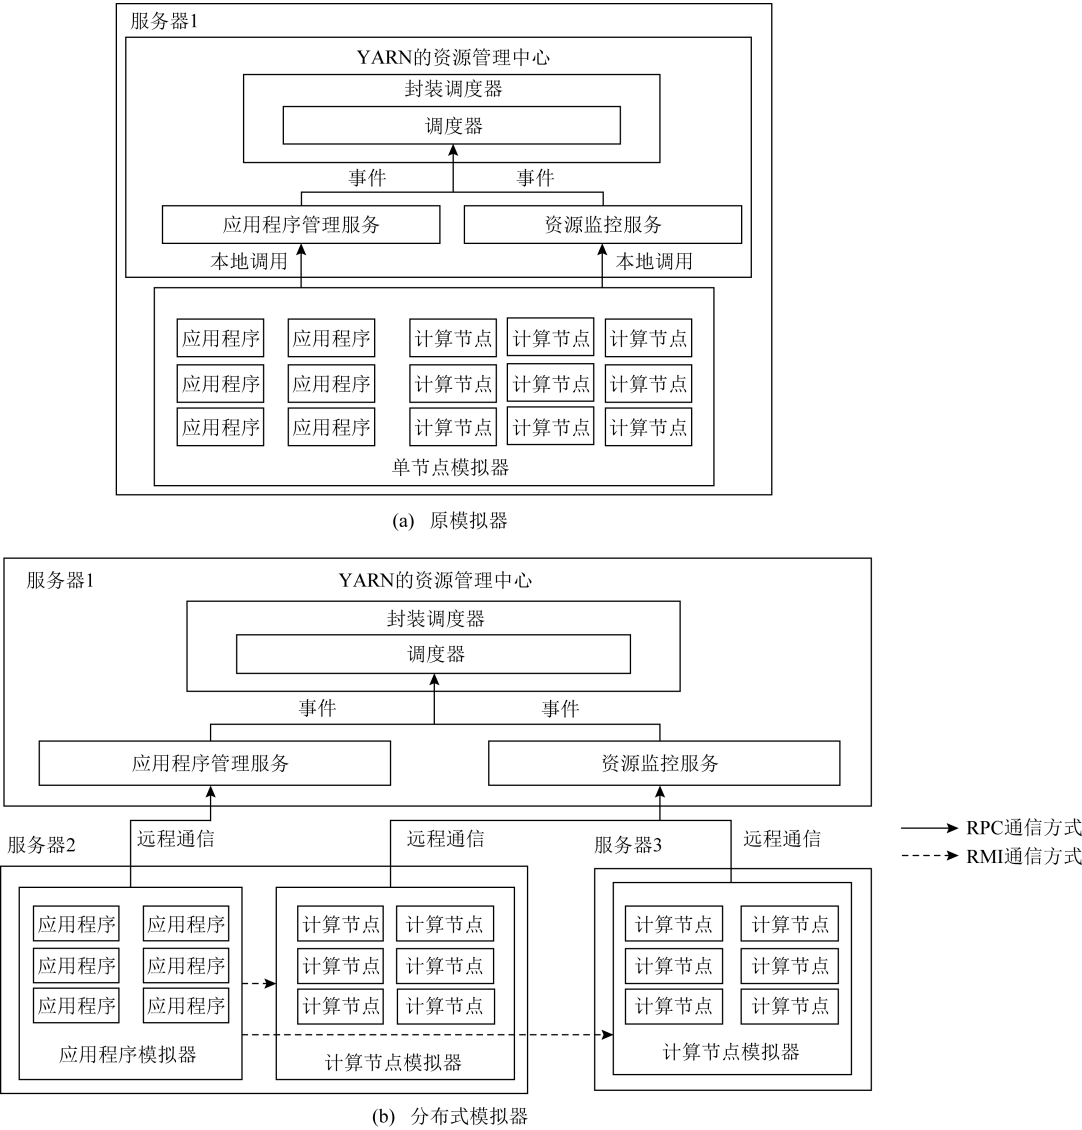 服务器1
YARN的资源管理中心
封装调度器
调度器
事件 事件
应用程序管理服务 资源监控服务
本地调用 本地调用
应用程序 应用程序 计算节点 计算节点 计算节点
应用程序 应用程序 计算节点 计算节点 计算节点
应用程序 应用程序 计算节点 计算节点 计算节点
单节点模拟器
(a) 原模拟器
服务器1 YARN的资源管理中心
封装调度器
调度器
事件 事件
应用程序管理服务 资源监控服务
服务器2 远程通信 远程通信 服务器3 远程通信
RPC通信方式
RMI通信方式
应用程序 应用程序 计算节点 计算节点 计算节点 计算节点
应用程序 应用程序 计算节点 计算节点 计算节点 计算节点
应用程序 应用程序 计算节点 计算节点 计算节点 计算节点
应用程序模拟器 计算节点模拟器 计算节点模拟器
(b) 分布式模拟器